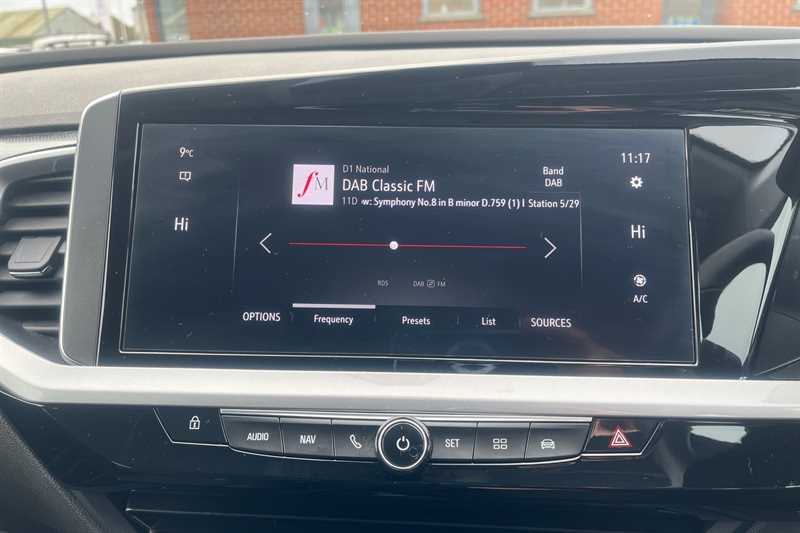 9°C
11:17
D1 National
DAB Classic FM
11D w: Symphony No.8 in B minor D.759 (1) I Station 5/29
Band
DAB
fM
Hi
Hi
A/C
RDS
DAB FM
OPTIONS
Frequency
Presets
List
SOURCES
AUDIO
NAV
SET